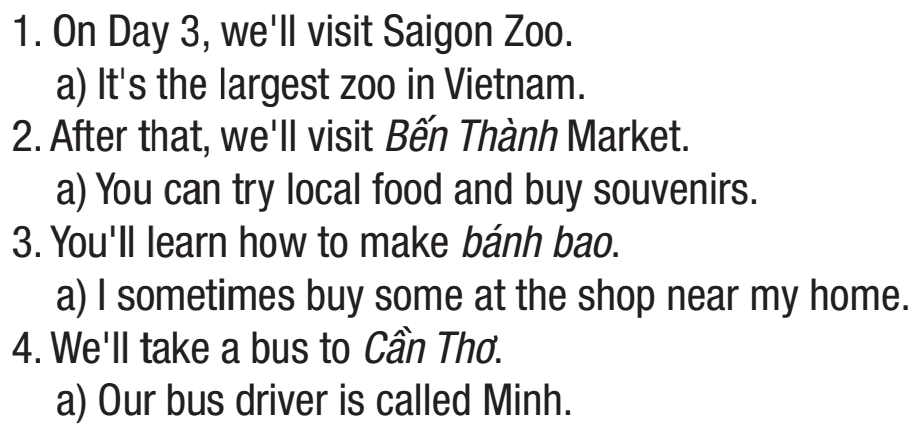 1. On Day 3, we'll visit Saigon Zoo.
a) It's the largest zoo in Vietnam.
2. After that, we'll visit Bến Thành Market.
a) You can try local food and buy souvenirs.
3. You'll learn how to make bánh bao.
a) I sometimes buy some at the shop near my home.
4. We'll take a bus to Cần Thơ.
a) Our bus driver is called Minh.